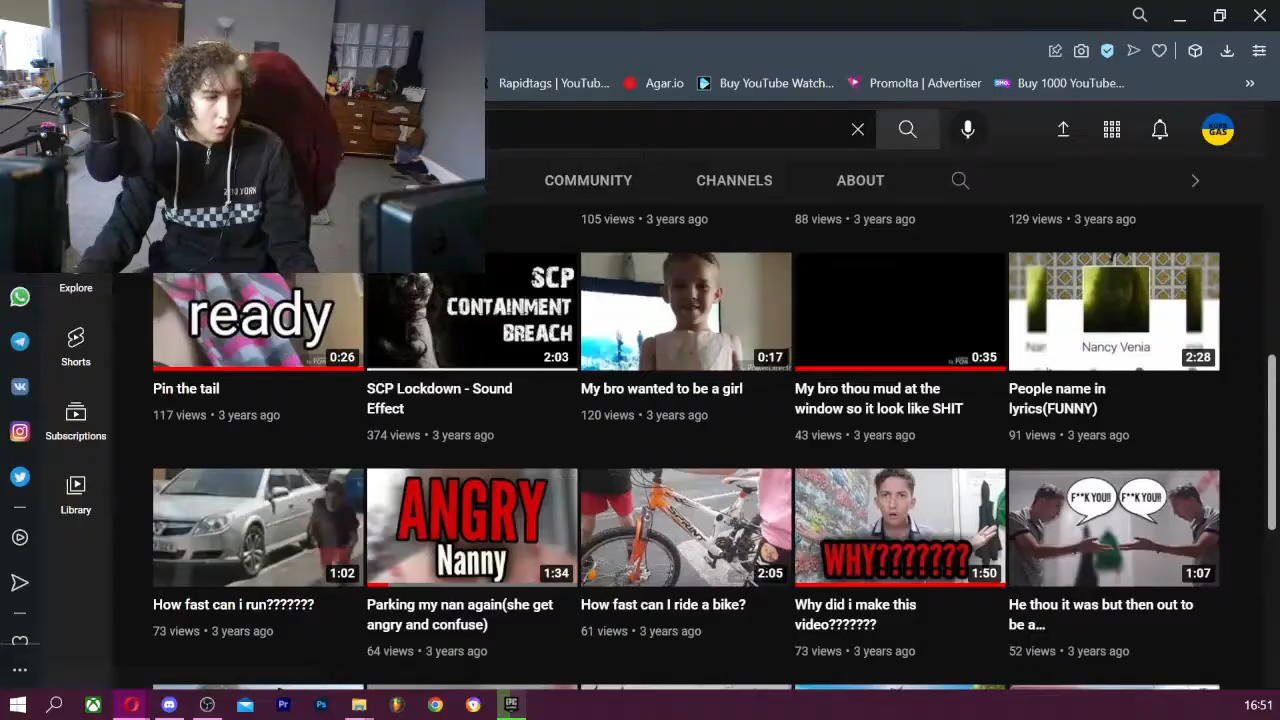 Rapidtags | YouTub...
Agar.io
Buy YouTube Watch...
Promolta | Advertiser
Buy 1000 YouTube...
»
SUPR
GAS
COMMUNITY
CHANNELS
ABOUT
105 views • 3 years ago
88 views • 3 years ago
129 views • 3 years ago
Explore
Shorts
Subscriptions
Library
ready
0:26
Pin the tail
117 views • 3 years ago
SCP
CONTAINMENT
BREACH
2:03
SCP Lockdown - Sound
Effect
374 views • 3 years ago
0:17
My bro wanted to be a girl
120 views • 3 years ago
0:35
My bro thou mud at the
window so it look like SHIT
43 views • 3 years ago
Nancy Venia
2:28
People name in
lyrics(FUNNY)
91 views • 3 years ago
1:02
How fast can i run???????
73 views • 3 years ago
ANGRY
Nanny
1:34
Parking my nan again(she get
angry and confuse)
64 views • 3 years ago
2:05
How fast can I ride a bike?
61 views • 3 years ago
WHY???????
1:50
Why did i make this
video???????
73 views • 3 years ago
F**K YOU!!
F**K YOU!!
1:07
He thou it was but then out to
be a...
52 views • 3 years ago
Pr
Ps
EPIC
16:51